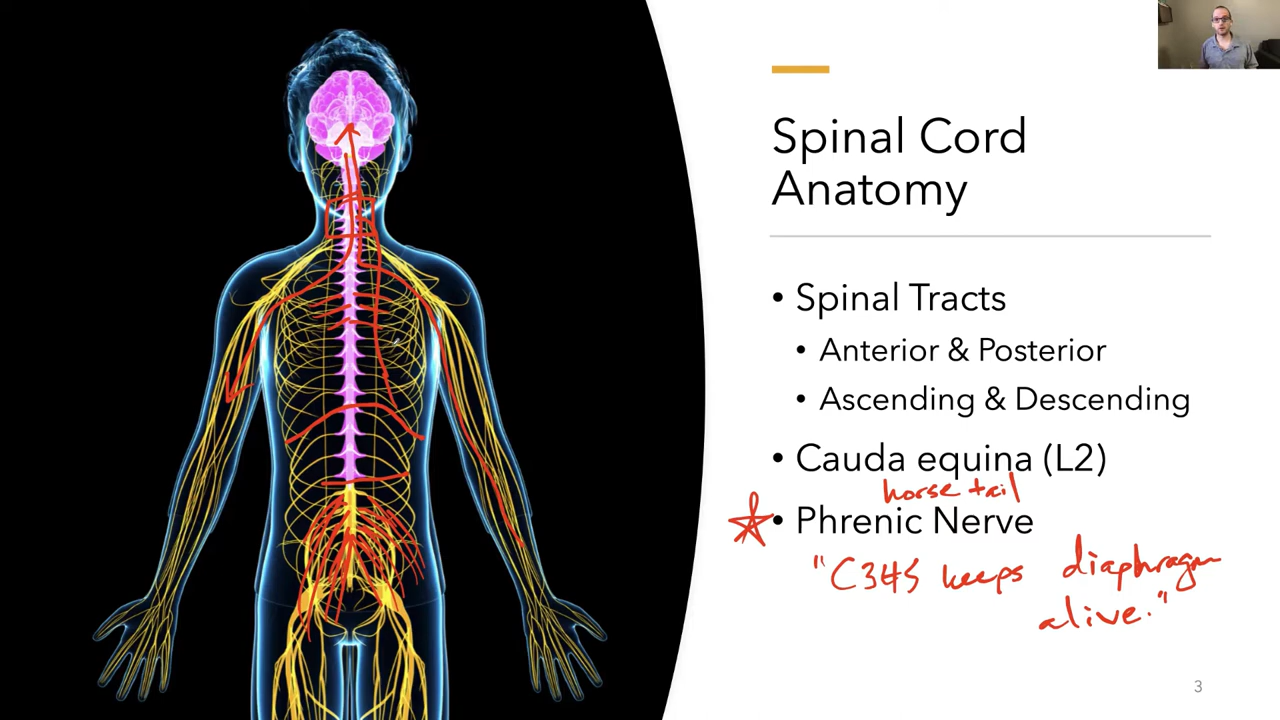 Spinal Cord
Anatomy
• Spinal Tracts
• Anterior & Posterior
• Ascending & Descending
• Cauda equina (L2)
horse tail
• Phrenic Nerve
"C345 keeps diaphragm
alive."
3